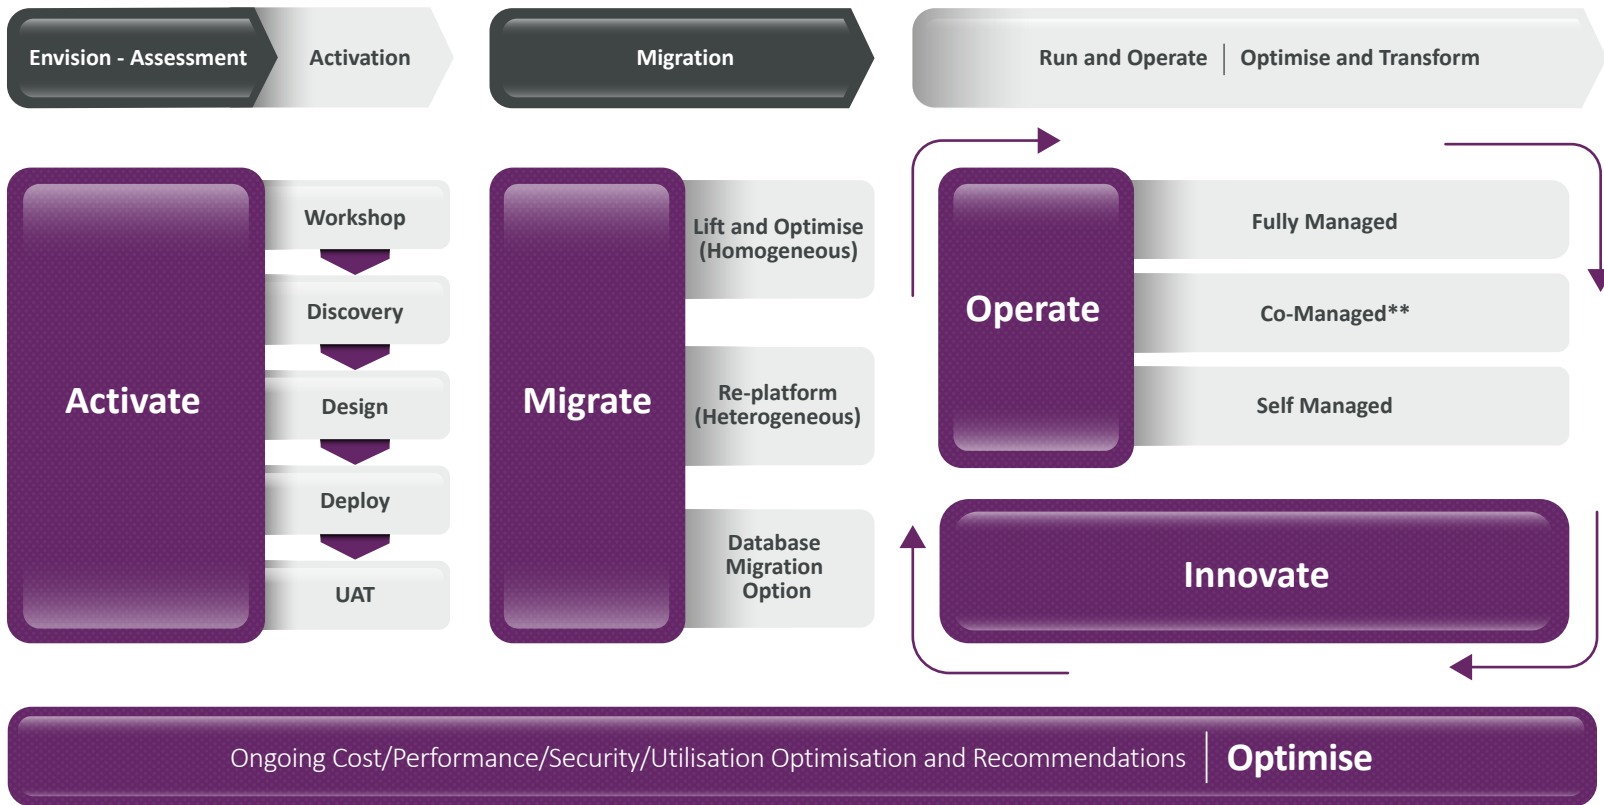 Envision - Assessment
Activation
Migration
Run and Operate | Optimise and Transform
Activate
Workshop
Discovery
Design
Deploy
UAT
Migrate
Lift and Optimise
(Homogeneous)
Re-platform
(Heterogeneous)
Database
Migration
Option
Operate
Fully Managed
Co-Managed**
Self Managed
Innovate
Ongoing Cost/Performance/Security/Utilisation Optimisation and Recommendations | Optimise